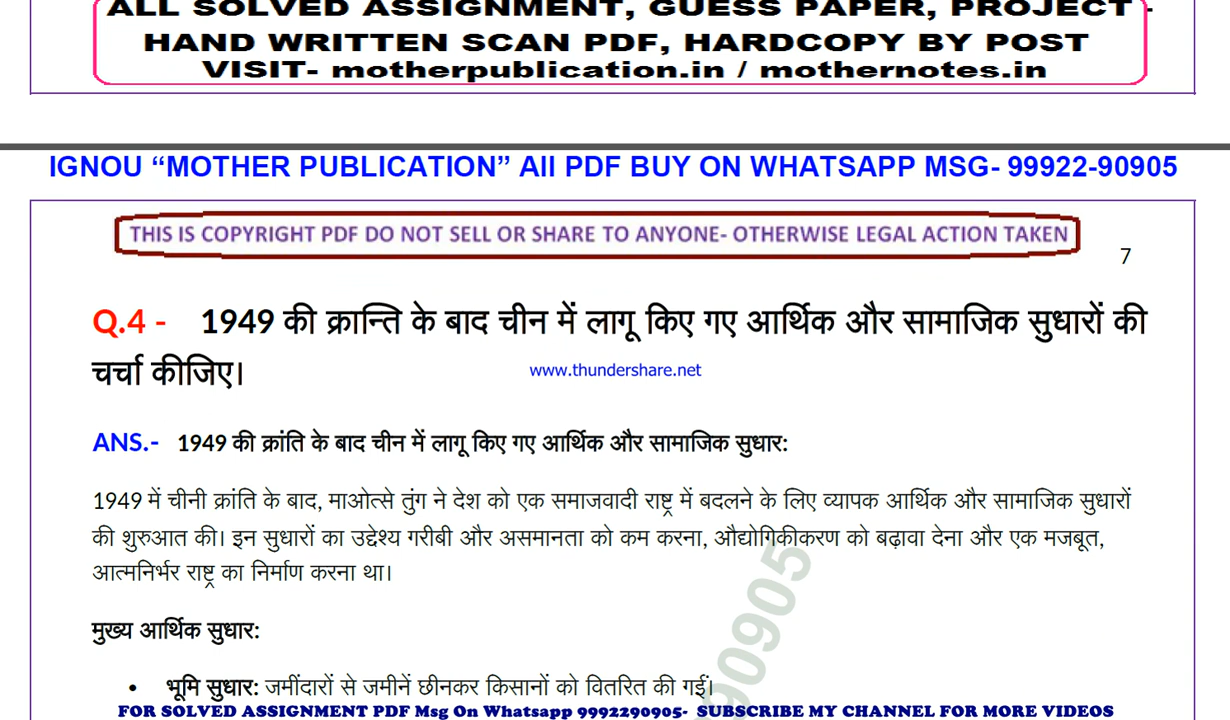 ALL SOLVED ASSIGNMENT, GUESS PAPER, PROJECT -
HAND WRITTEN SCAN PDF, HARDCOPY BY POST
VISIT- motherpublication.in / mothernotes.in
IGNOU “MOTHER PUBLICATION” All PDF BUY ON WHATSAPP MSG- 99922-90905
THIS IS COPYRIGHT PDF DO NOT SELL OR SHARE TO ANYONE- OTHERWISE LEGAL ACTION TAKEN
7
Q.4 - 1949 की क्रान्ति के बाद चीन में लागू किए गए आर्थिक और सामाजिक सुधारों की
चर्चा कीजिए।
www.thundershare.net
ANS.- 1949 की क्रांति के बाद चीन में लागू किए गए आर्थिक और सामाजिक सुधार:
1949 में चीनी क्रांति के बाद, माओत्से तुंग ने देश को एक समाजवादी राष्ट्र में बदलने के लिए व्यापक आर्थिक और सामाजिक सुधारों
की शुरुआत की। इन सुधारों का उद्देश्य गरीबी और असमानता को कम करना, औद्योगिकीकरण को बढ़ावा देना और एक मजबूत,
आत्मनिर्भर राष्ट्र का निर्माण करना था।
मुख्य आर्थिक सुधार:
• भूमि सुधार: जमींदारों से जमीनें छीनकर किसानों को वितरित की गईं।
90905
FOR SOLVED ASSIGNMENT PDF Msg On Whatsapp 9992290905- SUBSCRIBE MY CHANNEL FOR MORE VIDEOS